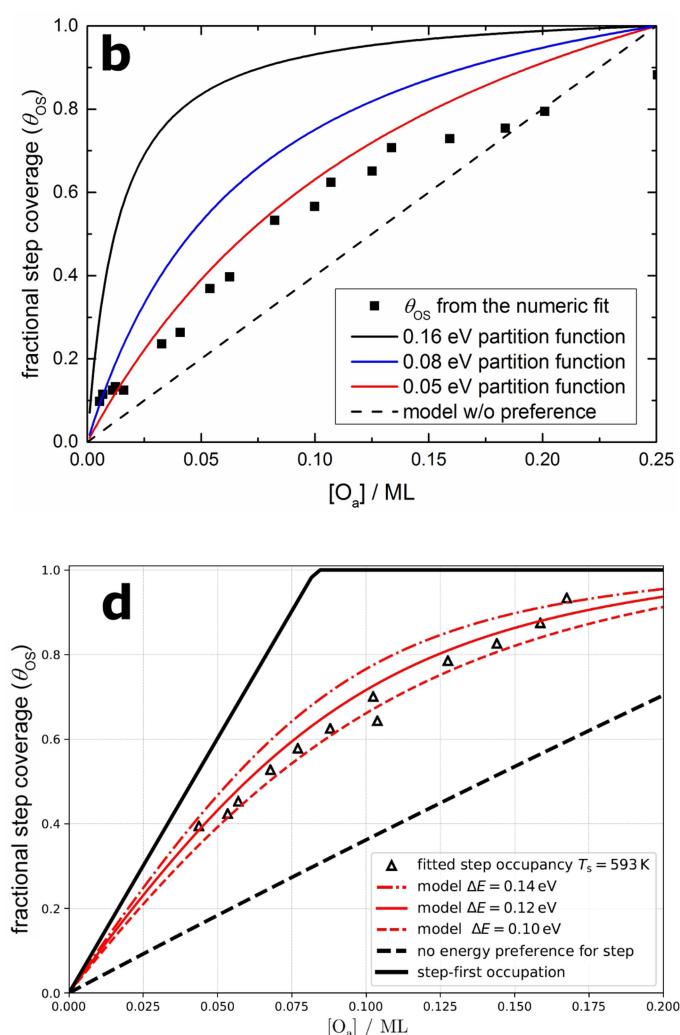 b
1.0
0.8
0.6
0.4
0.2
0.0
fractional step coverage (θOS)
θOS from the numeric fit
0.16 eV partition function
0.08 eV partition function
0.05 eV partition function
model w/o preference
0.00 0.05 0.10 0.15 0.20 0.25
[Oa] / ML
d
1.0
0.8
0.6
0.4
0.2
0.0
fractional step coverage (θOS)
fitted step occupancy Ts = 593 K
model ΔE = 0.14 eV
model ΔE = 0.12 eV
model ΔE = 0.10 eV
no energy preference for step
step-first occupation
0.000 0.025 0.050 0.075 0.100 0.125 0.150 0.175 0.200
[Oa] / ML